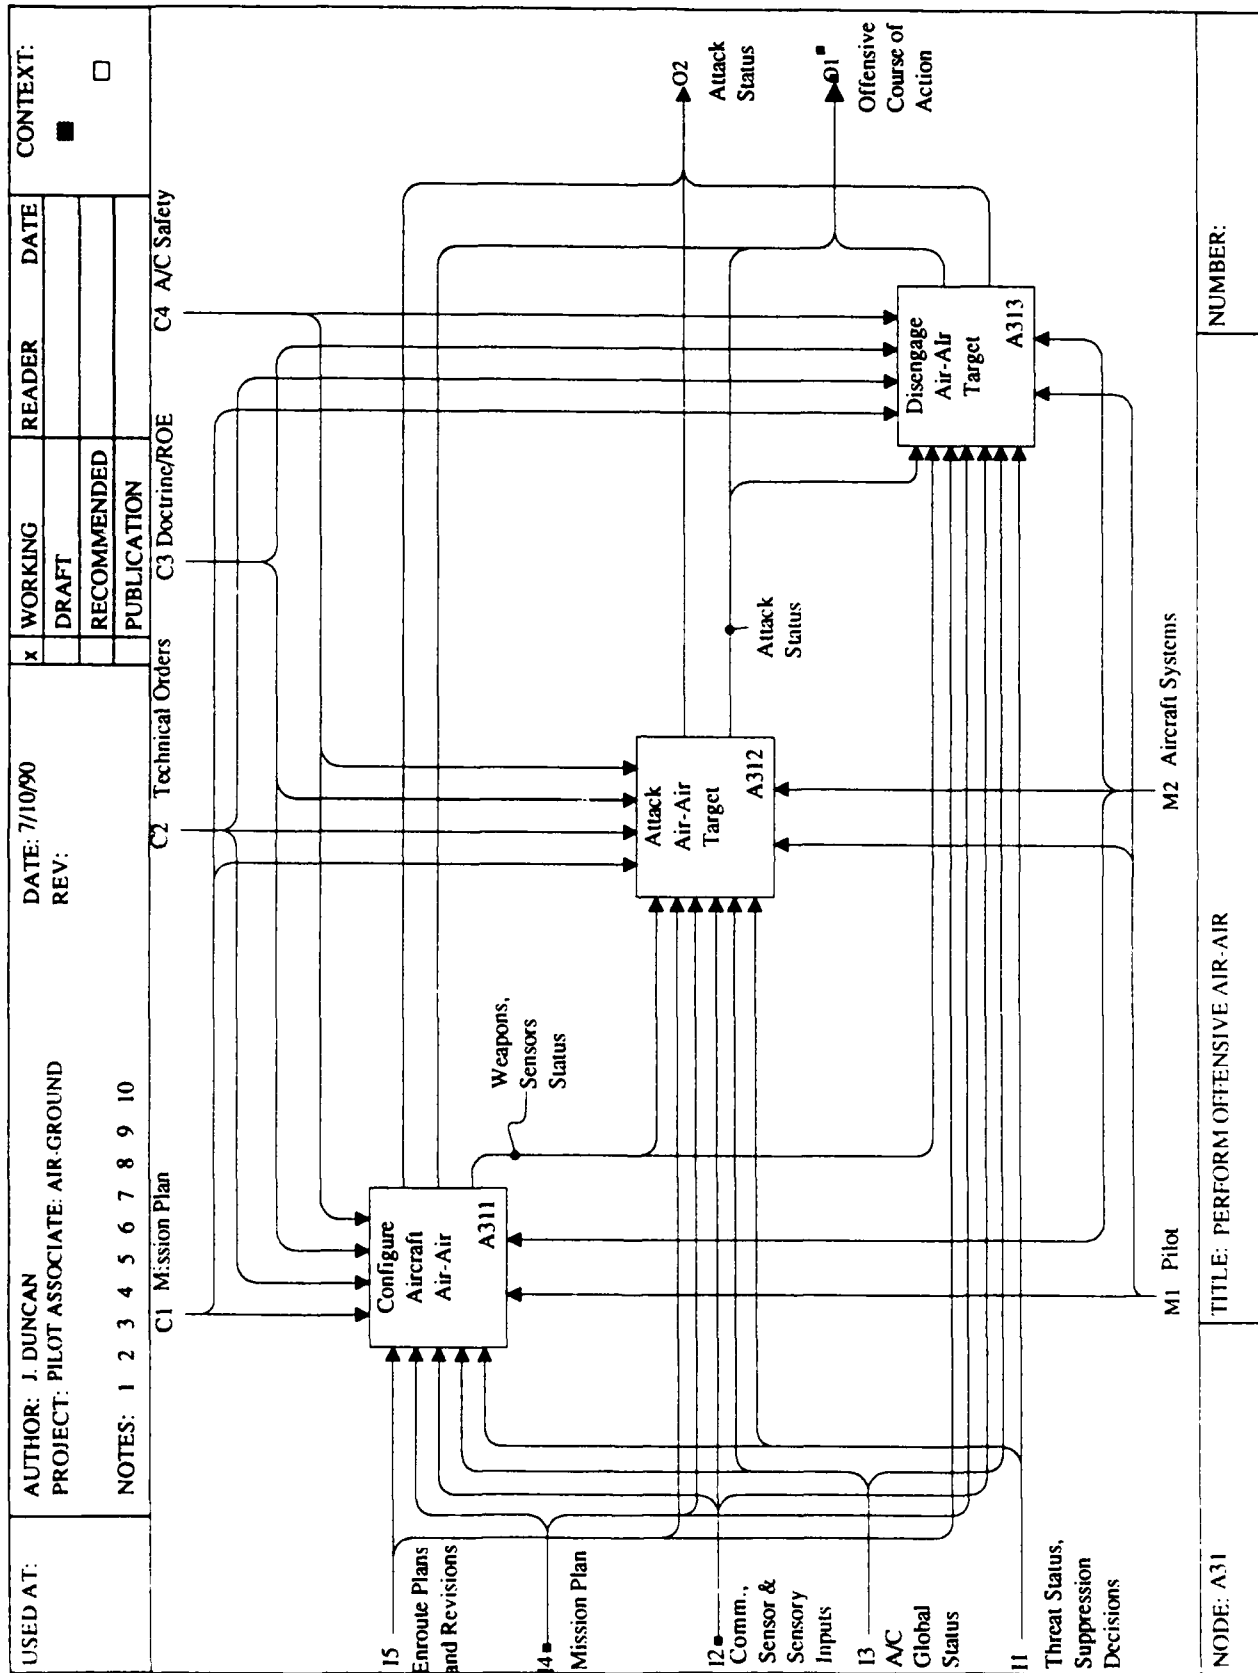 USED AT:
AUTHOR: J. DUNCAN
PROJECT: PILOT ASSOCIATE: AIR-GROUND
NOTES: 1 2 3 4 5 6 7 8 9 10
DATE: 7/10/90
REV:
x WORKING
DRAFT
RECOMMENDED
PUBLICATION
READER DATE
CONTEXT:
C1 Mission Plan
C2 Technical Orders
C3 Doctrine/ROE
C4 A/C Safety
I5
Enroute Plans
and Revisions
I4
Mission Plan
I2
Comm.,
Sensor &
Sensory
Inputs
I3
A/C
Global
Status
I1
Threat Status,
Suppression
Decisions
Configure
Aircraft
Air-Air
A311
Weapons,
Sensors
Status
Attack
Air-Air
Target
A312
Attack
Status
Disengage
Air-AIr
Target
A313
O2
Attack
Status
O1
Offensive
Course of
Action
M1 Pilot
M2 Aircraft Systems
NODE: A31
TITLE: PERFORM OFFENSIVE AIR-AIR
NUMBER: